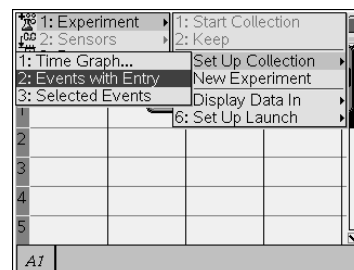 1: Experiment
2: Sensors
1: Start Collection
2: Keep
Set Up Collection
New Experiment
Display Data In
6: Set Up Launch
1: Time Graph...
2: Events with Entry
3: Selected Events
1
2
3
4
5
A1